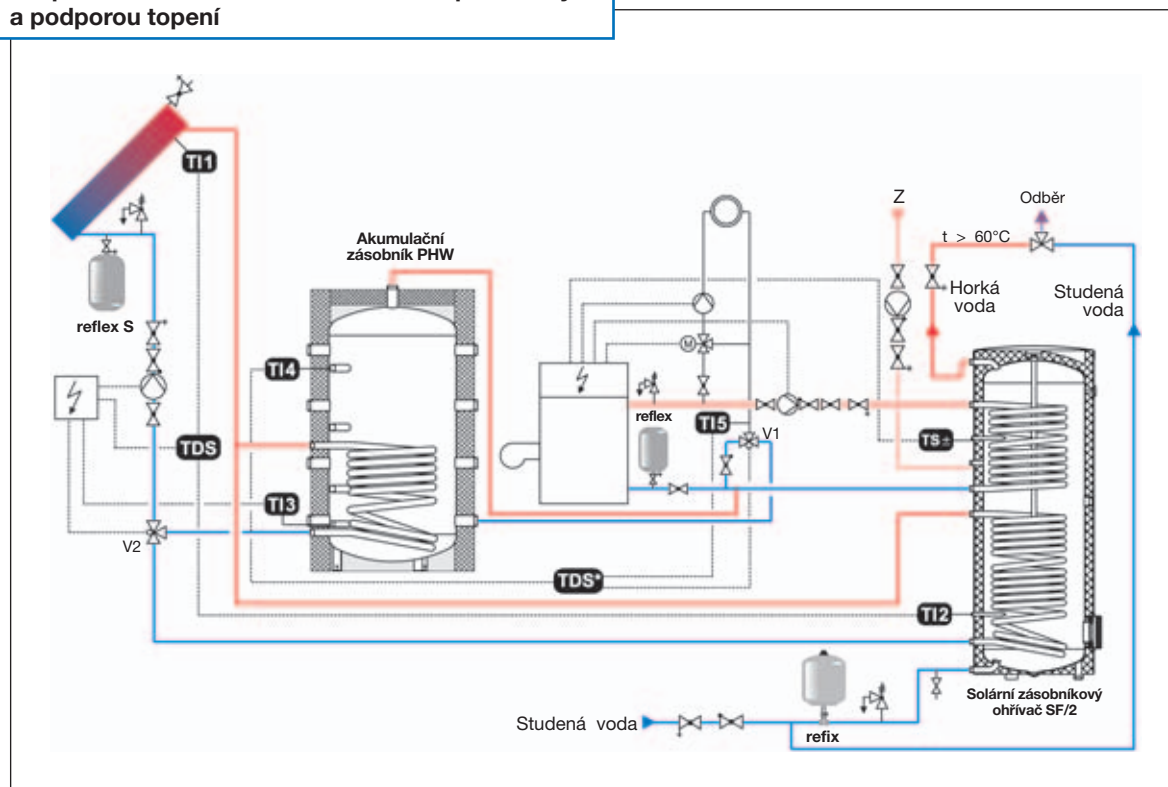 a podporou topení
TI1
Z
Odběr
t > 60°C
Akumulační
zásobník PHW
Horká
voda
Studená
voda
reflex S
TI4
M
reflex
TI5
V1
TDS
TS±
TI3
V2
TDS*
TI2
Solární zásobníkový
ohřívač SF/2
Studená voda
refix